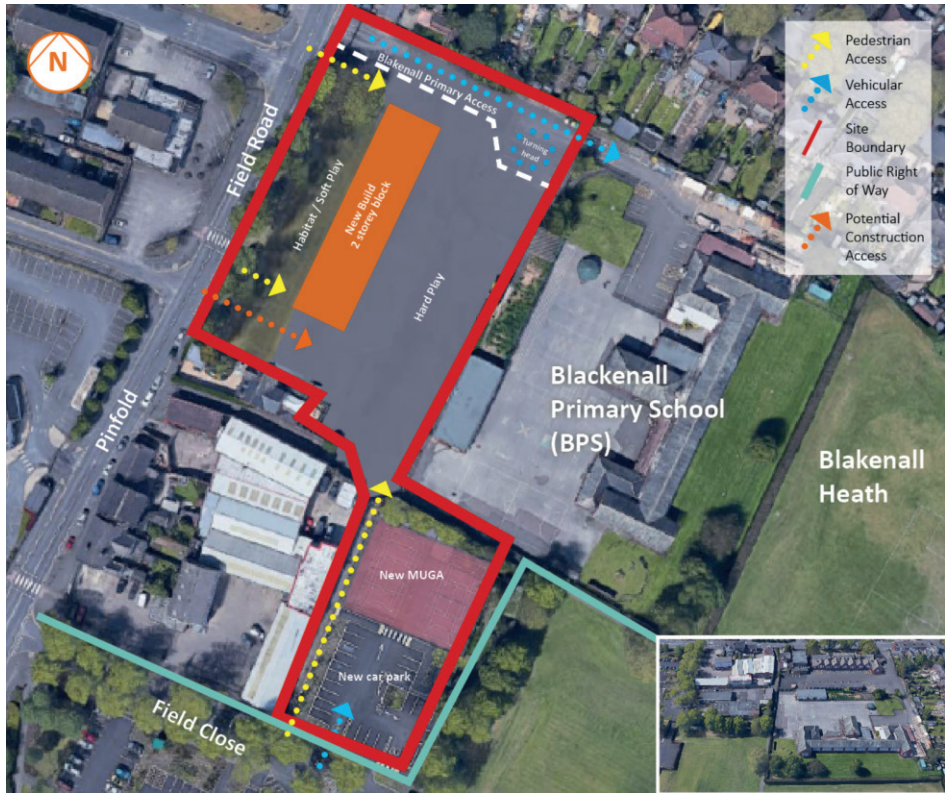 N
Pedestrian
Access
Vehicular
Access
Site
Boundary
Public Right
of Way
Potential
Construction
Access
Blakenall Primary Access
turning
head
Field Road
Habitat / Soft Play
New Build
2 storey block
Hard Play
Pinfold
Blackenall
Primary School
(BPS)
Blakenall
Heath
New MUGA
New car park
Field Close